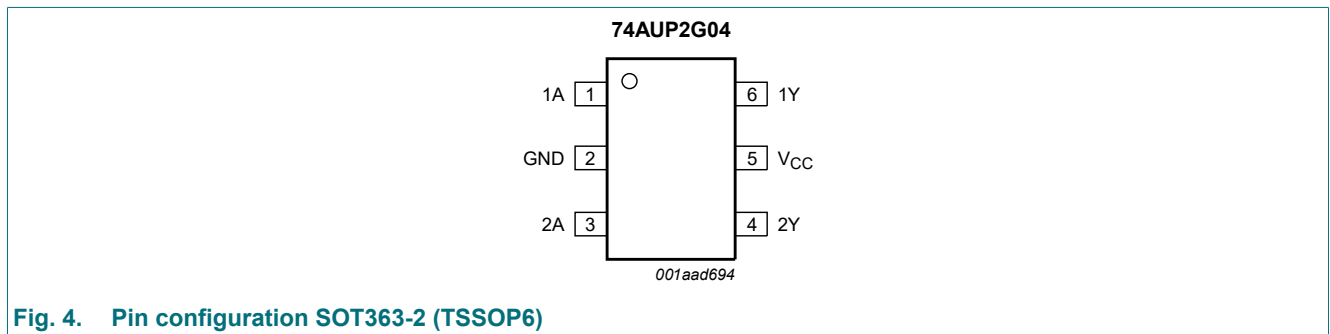 74AUP2G04
1A 1 6 1Y
GND 2 5 VCC
2A 3 4 2Y
001aad694
Fig. 4. Pin configuration SOT363-2 (TSSOP6)